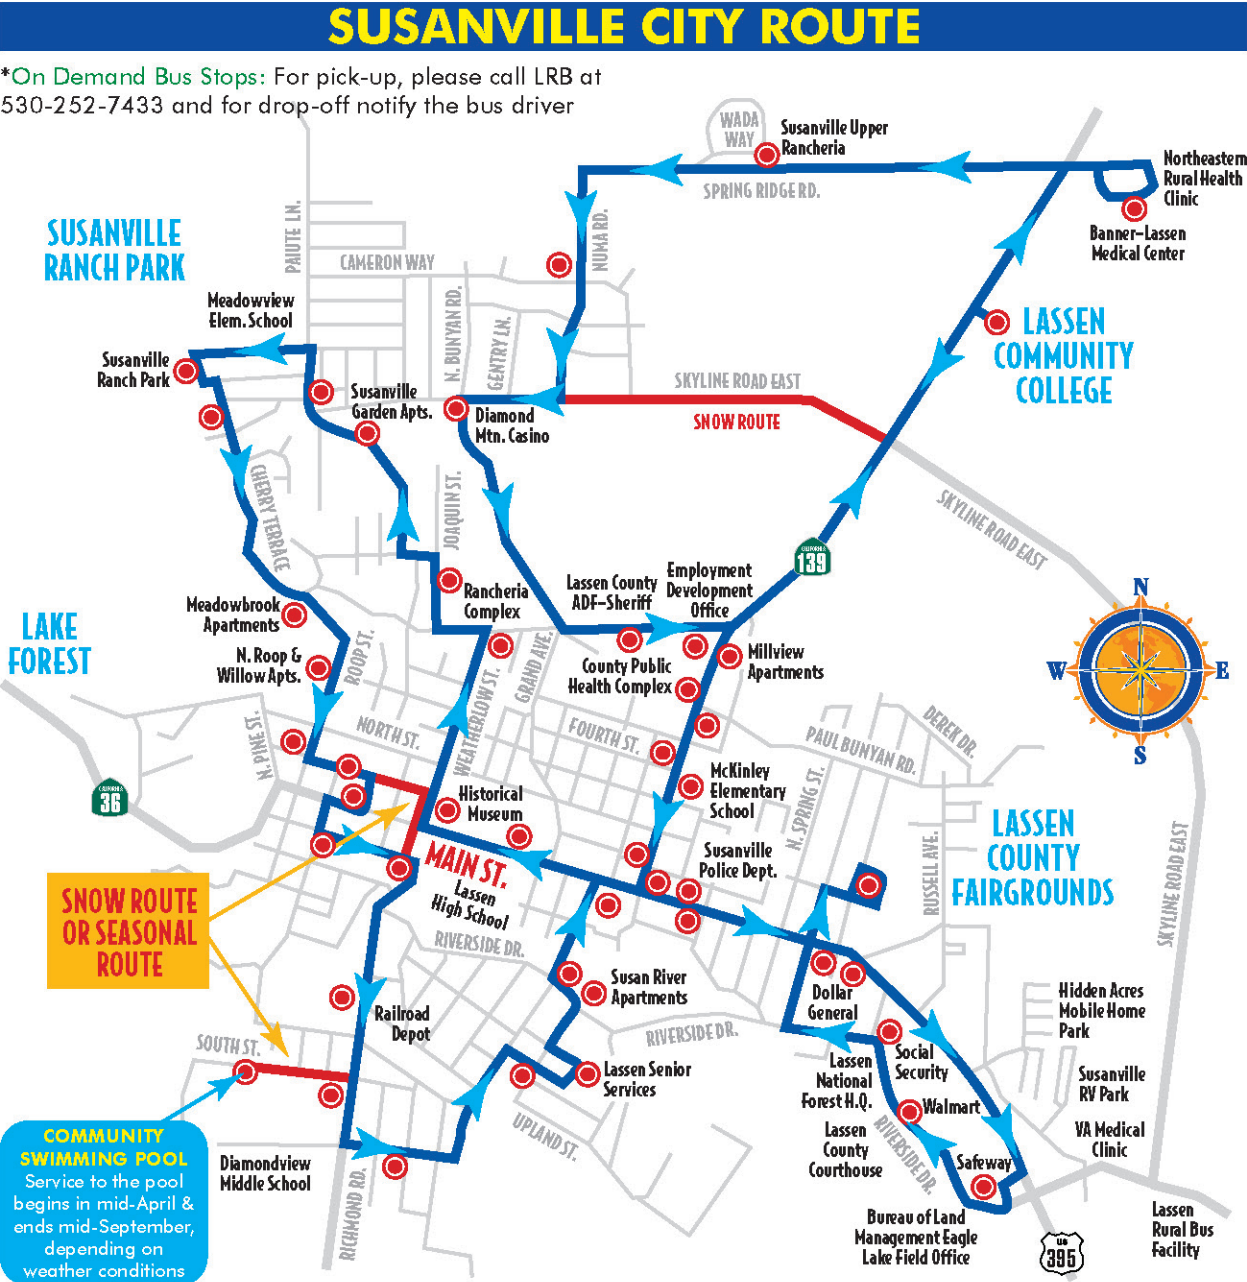 SUSANVILLE CITY ROUTE
*On Demand Bus Stops: For pick-up, please call LRB at
530-252-7433 and for drop-off notify the bus driver
WADA
WAY
Susanville Upper
Rancheria
SPRING RIDGE RD.
Northeastern
Rural Health
Clinic
Banner-Lassen
Medical Center
SUSANVILLE
RANCH PARK
PAIUTE LN.
CAMERON WAY
NUMA RD.
N. BUNYAN RD.
GENTRY LN.
Meadowview
Elem. School
Susanville
Ranch Park
Susanville
Garden Apts.
Diamond
Mtn. Casino
SKYLINE ROAD EAST
SNOW ROUTE
LASSEN
COMMUNITY
COLLEGE
CHERRY TERRACE
JOAQUIN ST.
SKYLINE ROAD EAST
CALIFORNIA
139
Rancheria
Complex
Lassen County
ADF-Sheriff
Employment
Development
Office
N
W
E
S
Meadowbrook
Apartments
LAKE
FOREST
N. Roop &
Willow Apts.
ROOP ST.
GRAND AVE.
WEATHERLOW ST.
County Public
Health Complex
Millview
Apartments
N. PINE ST.
NORTH ST.
FOURTH ST.
PAUL BUNYAN RD.
DEREK DR.
CALIFORNIA
36
Historical
Museum
McKinley
Elementary
School
N. SPRING ST.
RUSSELL AVE.
LASSEN
COUNTY
FAIRGROUNDS
SKYLINE ROAD EAST
MAIN ST.
Lassen
High School
Susanville
Police Dept.
SNOW ROUTE
OR SEASONAL
ROUTE
RIVERSIDE DR.
Susan River
Apartments
Dollar
General
Hidden Acres
Mobile Home
Park
Railroad
Depot
RIVERSIDE DR.
SOUTH ST.
Lassen Senior
Services
Lassen
National
Forest H.Q.
Social
Security
Susanville
RV Park
Walmart
UPLAND ST.
Lassen
County
Courthouse
RIVERSIDE DR.
VA Medical
Clinic
COMMUNITY
SWIMMING POOL
Service to the pool
begins in mid-April &
ends mid-September,
depending on
weather conditions
Diamondview
Middle School
RICHMOND RD.
Safeway
Bureau of Land
Management Eagle
Lake Field Office
US
395
Lassen
Rural Bus
Facility